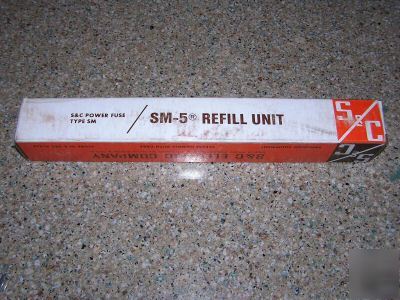 S&C POWER FUSE
TYPE SM
SM-5® REFILL UNIT
S&C
S&C ELECTRIC COMPANY
S&C